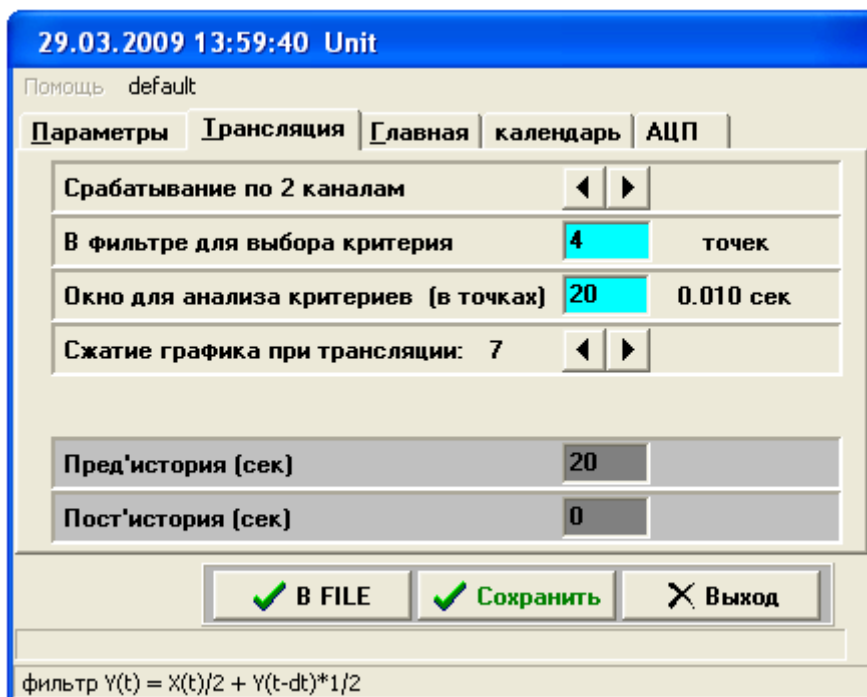 29.03.2009 13:59:40 Unit
Помощь default
Параметры Трансляция Главная календарь АЦП
Срабатывание по 2 каналам
В фильтре для выбора критерия 4 точек
Окно для анализа критериев (в точках) 20 0.010 сек
Сжатие графика при трансляции: 7
Пред'история (сек) 20
Пост'история (сек) 0
В FILE Сохранить Выход
фильтр Y(t) = X(t)/2 + Y(t-dt)*1/2